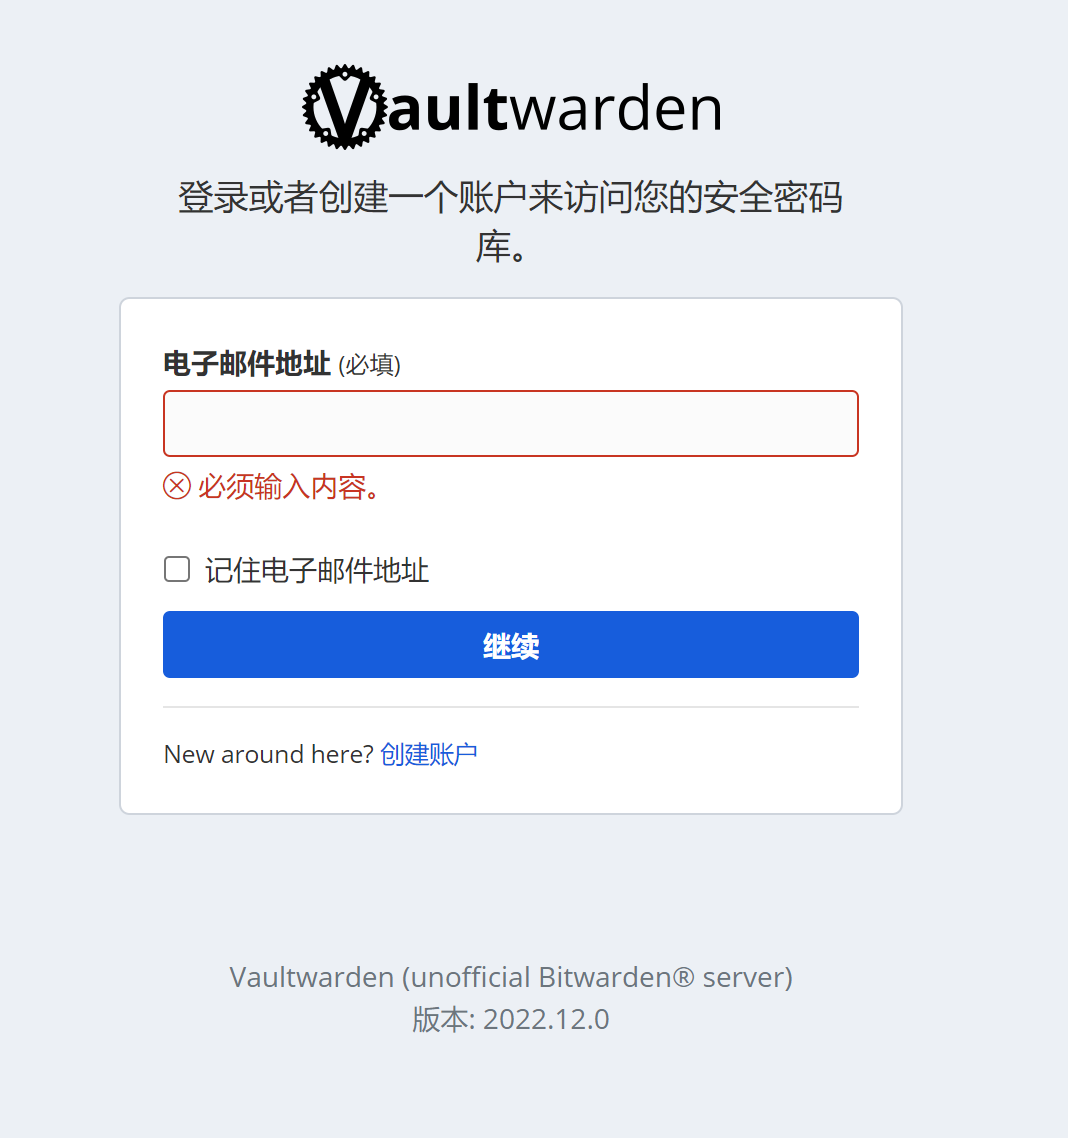 Vaultwarden
登录或者创建一个账户来访问您的安全密码
库。
电子邮件地址 (必填)
必须输入内容。
记住电子邮件地址
继续
New around here? 创建账户
Vaultwarden (unofficial Bitwarden® server)
版本: 2022.12.0